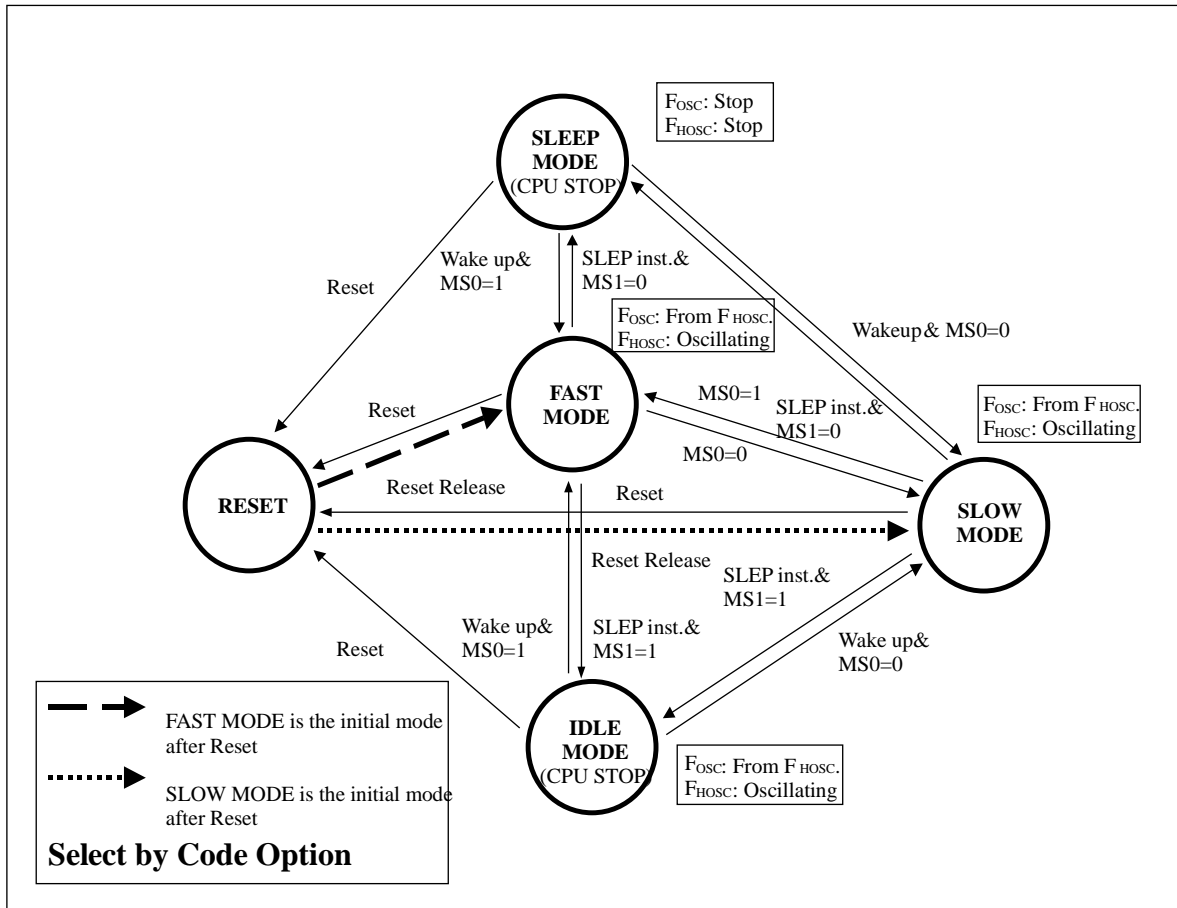 FOSC: Stop
FHOSC: Stop
SLEEP
MODE
(CPU STOP)
Wake up&
MS0=1
SLEP inst.&
MS1=0
Reset
FOSC: From F HOSC.
FHOSC: Oscillating
Wakeup& MS0=0
FAST
MODE
Reset
MS0=1
SLEP inst.&
MS1=0
MS0=0
FOSC: From F HOSC.
FHOSC: Oscillating
RESET
Reset Release
Reset
SLOW
MODE
Reset Release
SLEP inst.&
MS1=1
Reset
Wake up&
MS0=1
SLEP inst.&
MS1=1
Wake up&
MS0=0
IDLE
MODE
(CPU STOP)
FOSC: From F HOSC.
FHOSC: Oscillating
FAST MODE is the initial mode
after Reset
SLOW MODE is the initial mode
after Reset
Select by Code Option